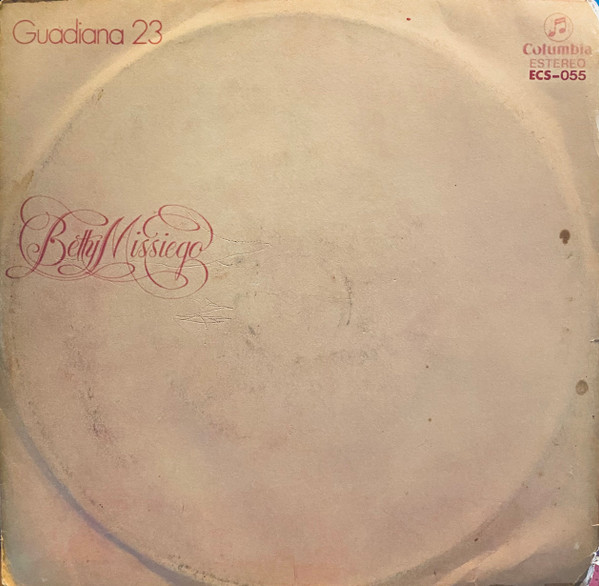 Guadiana 23
Columbia
ESTEREO
ECS-055
Betty Missiego